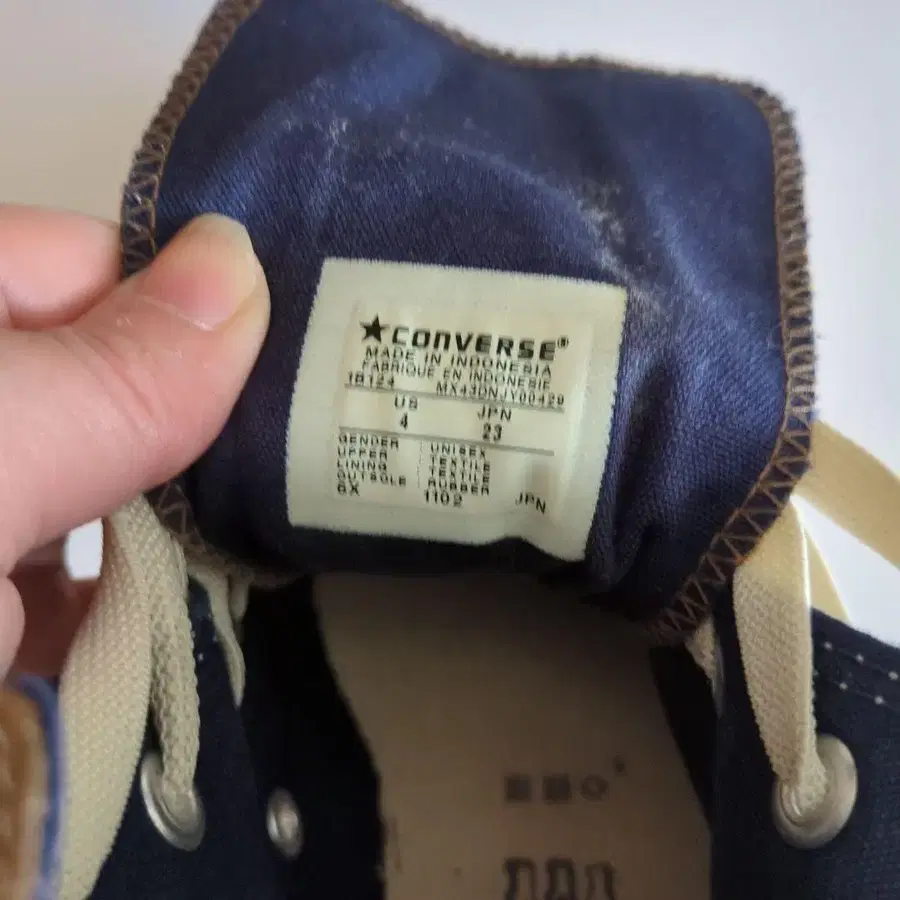 ★CONVERSE®
MADE IN INDONESIA
FABRIQUE EN INDONESIE
1B124 MX43DNJY00429
US JPN
4 23
GENDER UNISEX
UPPER TEXTILE
LINING TEXTILE
OUTSOLE RUBBER
GX 1102 JPN